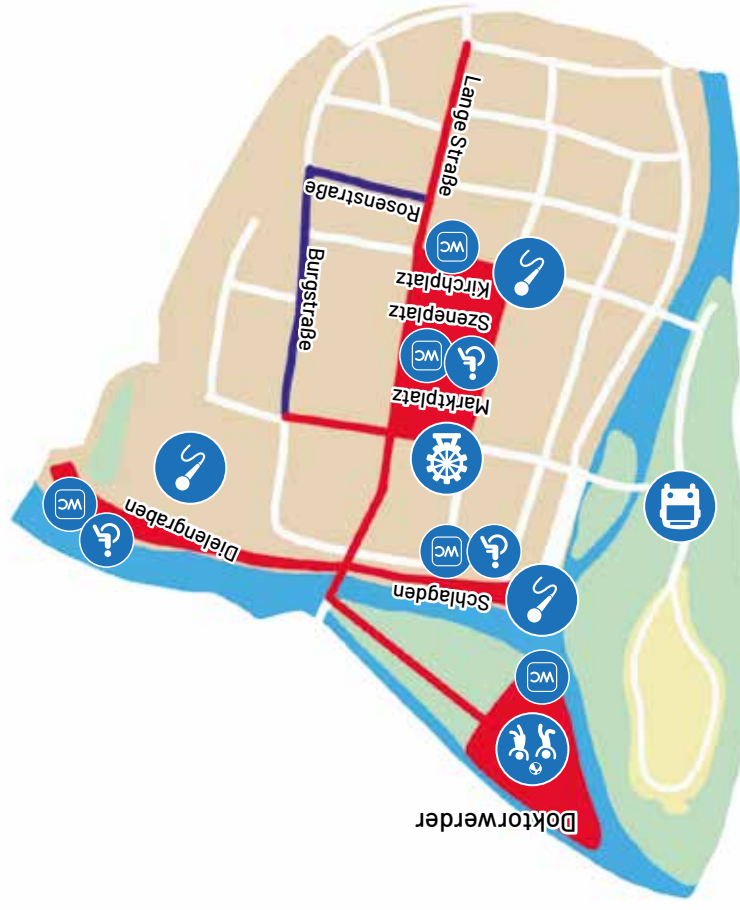 Doktorwerder
WC
Schlagden
WC
Dielengraben
WC
Marktplatz
WC
Szeneplatz
Burgstraße
Kirchplatz
WC
Rosenstraße
Lange Straße